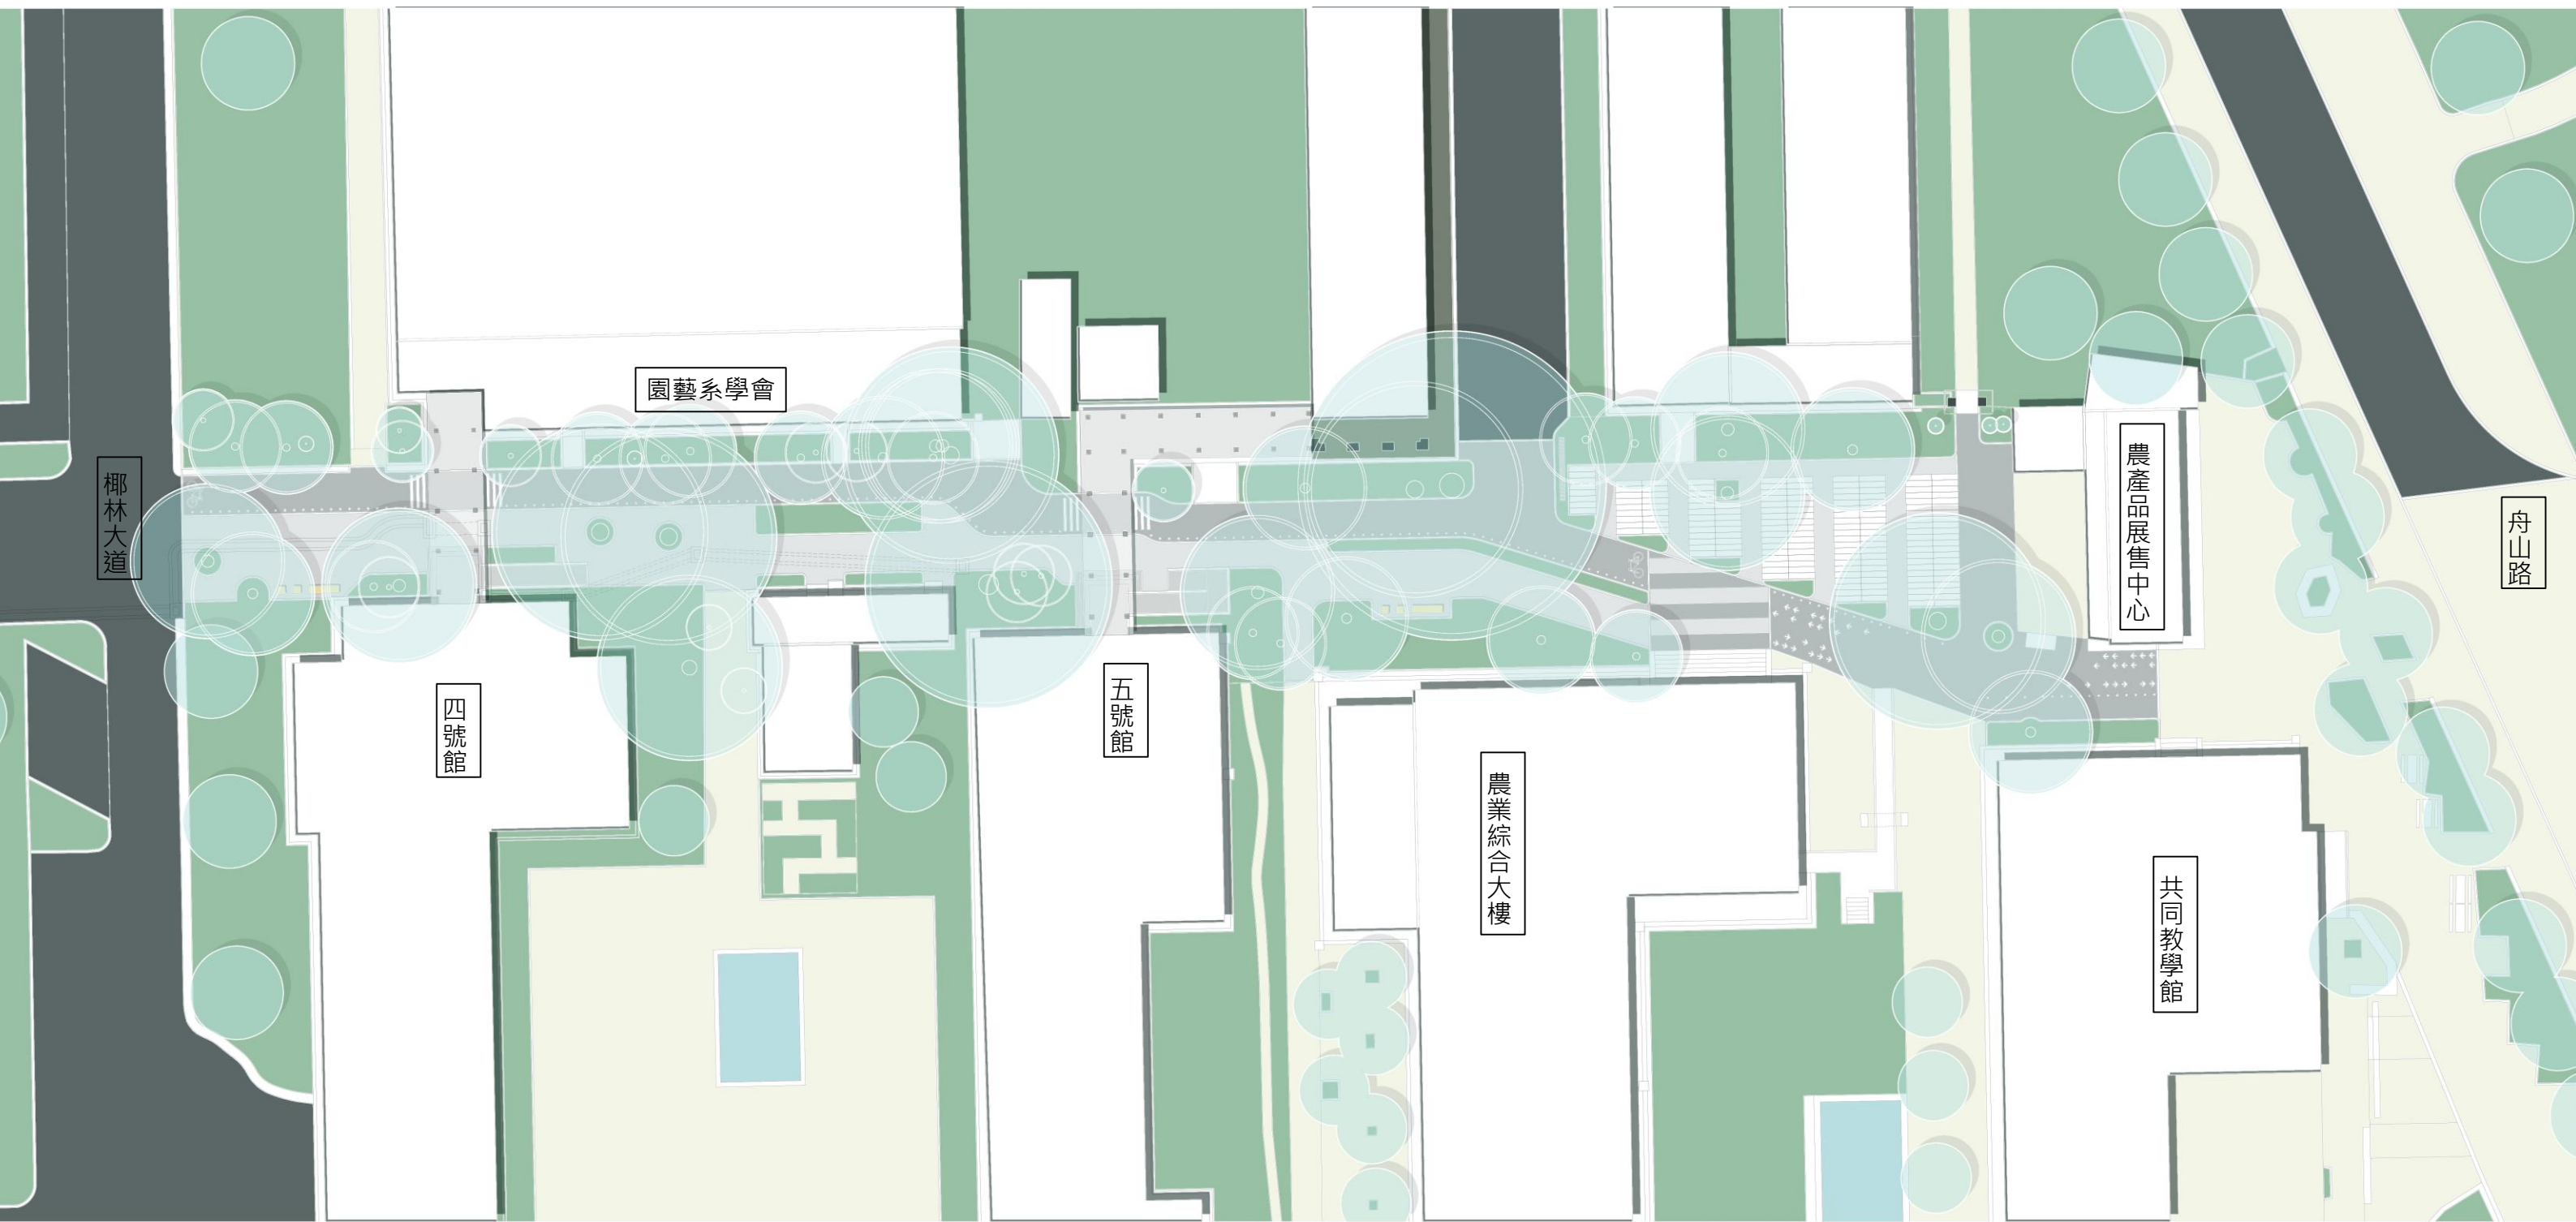 椰林大道
園藝系學會
四號館
五號館
農業綜合大樓
農產品展售中心
共同教學館
舟山路